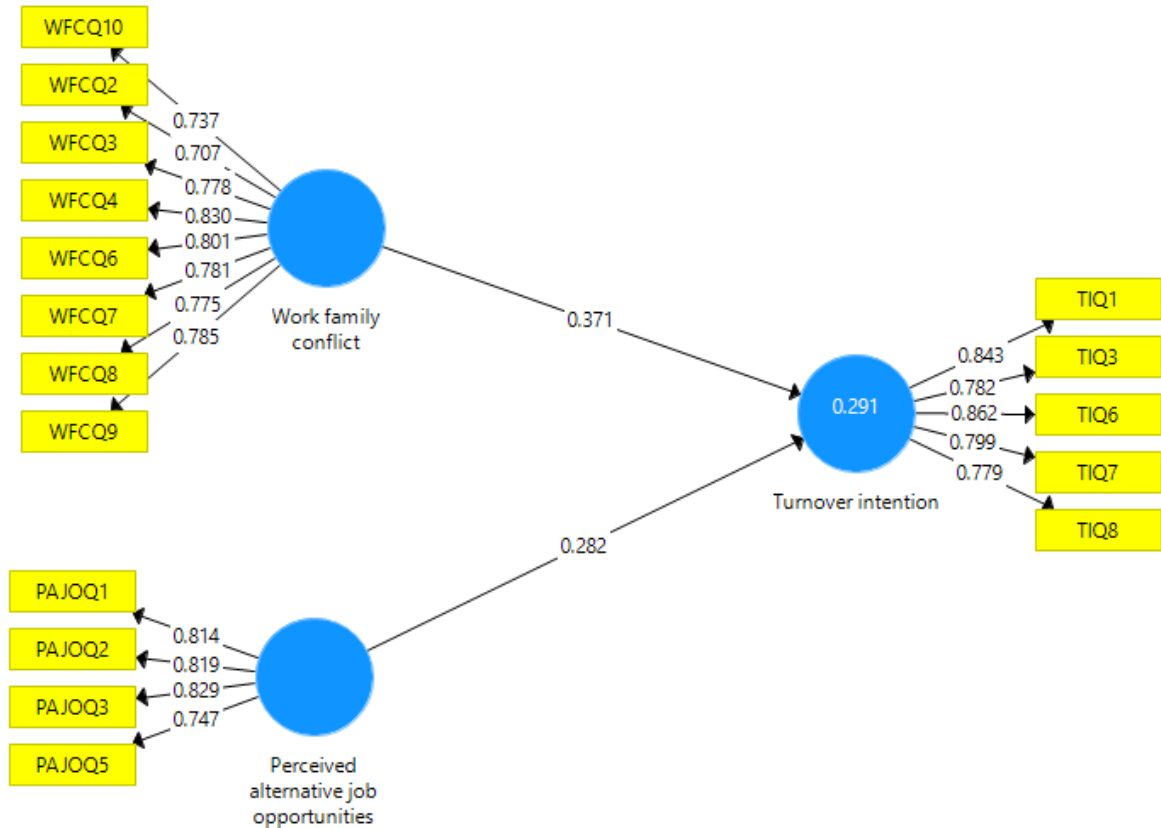 WFCQ10
WFCQ2
WFCQ3
WFCQ4
WFCQ6
WFCQ7
WFCQ8
WFCQ9
0.737
0.707
0.778
0.830
0.801
0.781
0.775
0.785
Work family
conflict
0.371
PAJOQ1
PAJOQ2
PAJOQ3
PAJOQ5
0.814
0.819
0.829
0.747
Perceived
alternative job
opportunities
0.282
0.291
Turnover intention
0.843
0.782
0.862
0.799
0.779
TIQ1
TIQ3
TIQ6
TIQ7
TIQ8